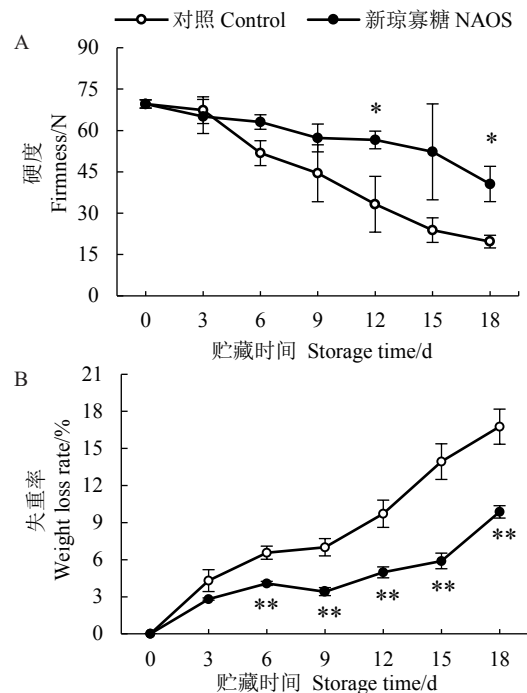 对照 Control 新琼寡糖 NAOS
A
90
75
60
45
30
15
0
硬度
Firmness/N
*
*
0 3 6 9 12 15 18
贮藏时间 Storage time/d
B
21
18
15
12
9
6
3
0
失重率
Weight loss rate/%
** ** ** ** **
0 3 6 9 12 15 18
贮藏时间 Storage time/d